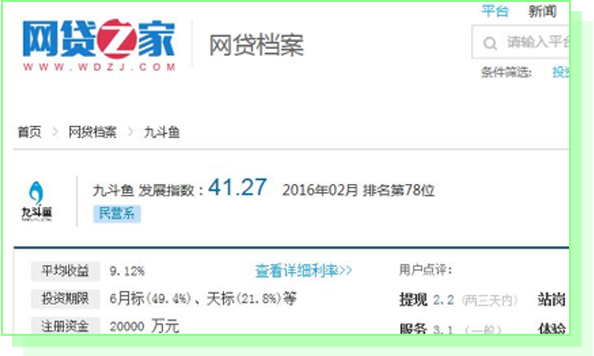 平台 新闻
网贷之家 网贷档案
WWW.WDZJ.COM
请输入平台
条件筛选: 投资
首页 > 网贷档案 > 九斗鱼
九斗鱼 九斗鱼 发展指数:41.27 2016年02月 排名第78位
民营系
平均收益 9.12% 查看详细利率>> 用户点评:
投资期限 6月标(49.4%)、天标(21.8%)等 提现 2.2 (两三天内) 站岗
注册资金 20000 万元 服务 3.1 (一般) 体验